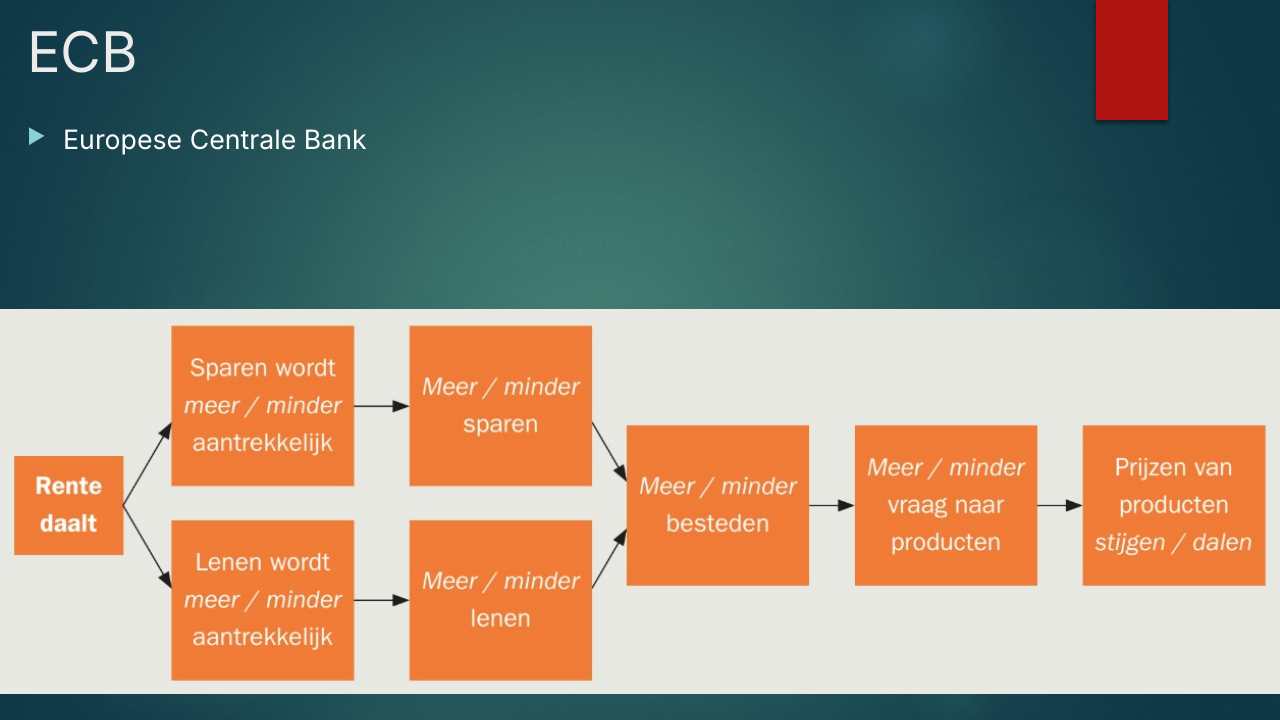 ECB
Europese Centrale Bank
Rente
daalt
Sparen wordt
meer / minder
aantrekkelijk
Meer / minder
sparen
Lenen wordt
meer / minder
aantrekkelijk
Meer / minder
lenen
Meer / minder
besteden
Meer / minder
vraag naar
producten
Prijzen van
producten
stijgen / dalen